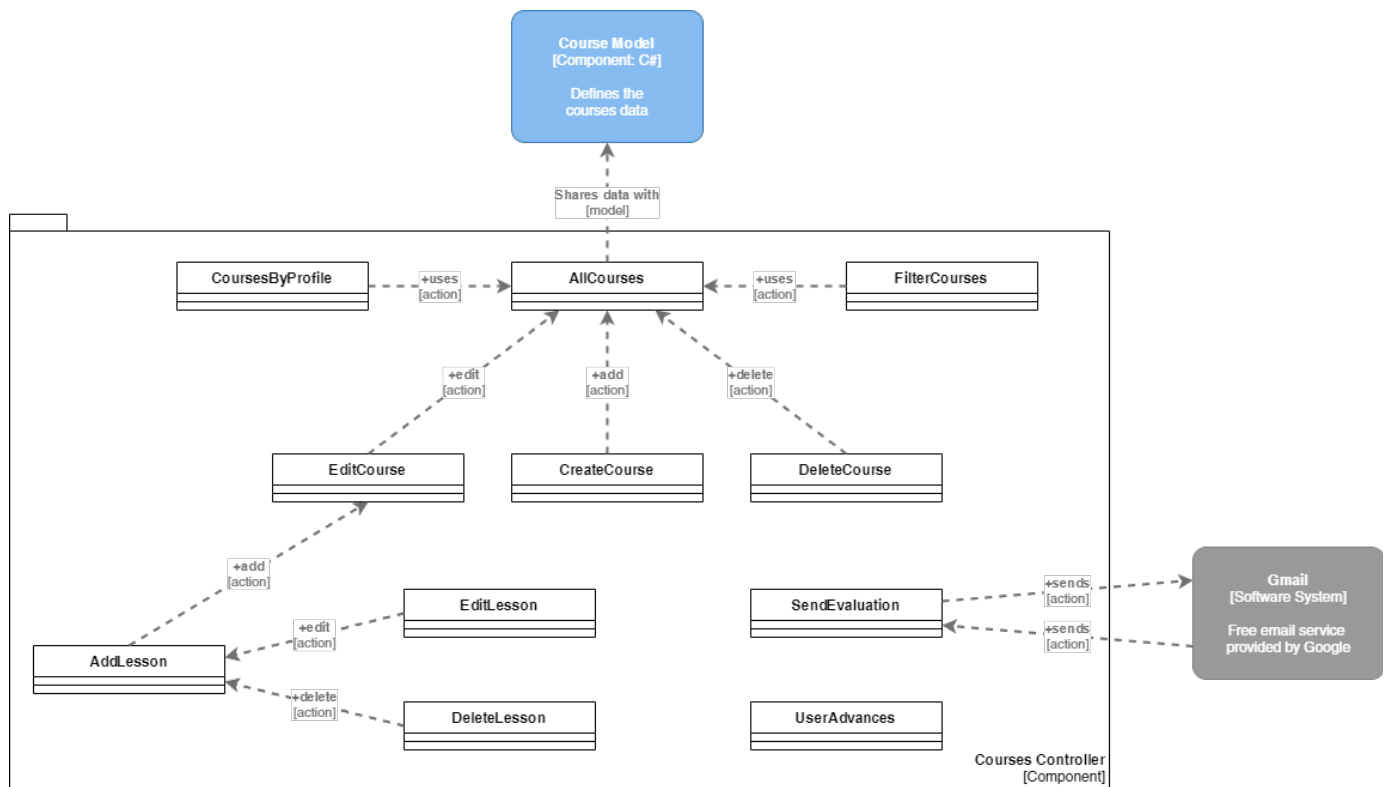 Course Model
[Component: C#]
Defines the
courses data
Shares data with
[model]
CoursesByProfile
+uses
[action]
AllCourses
+uses
[action]
FilterCourses
+edit
[action]
+add
[action]
+delete
[action]
EditCourse
CreateCourse
DeleteCourse
+add
[action]
EditLesson
+edit
[action]
AddLesson
+delete
[action]
DeleteLesson
SendEvaluation
+sends
[action]
+sends
[action]
Gmail
[Software System]
Free email service
provided by Google
UserAdvances
Courses Controller
[Component]